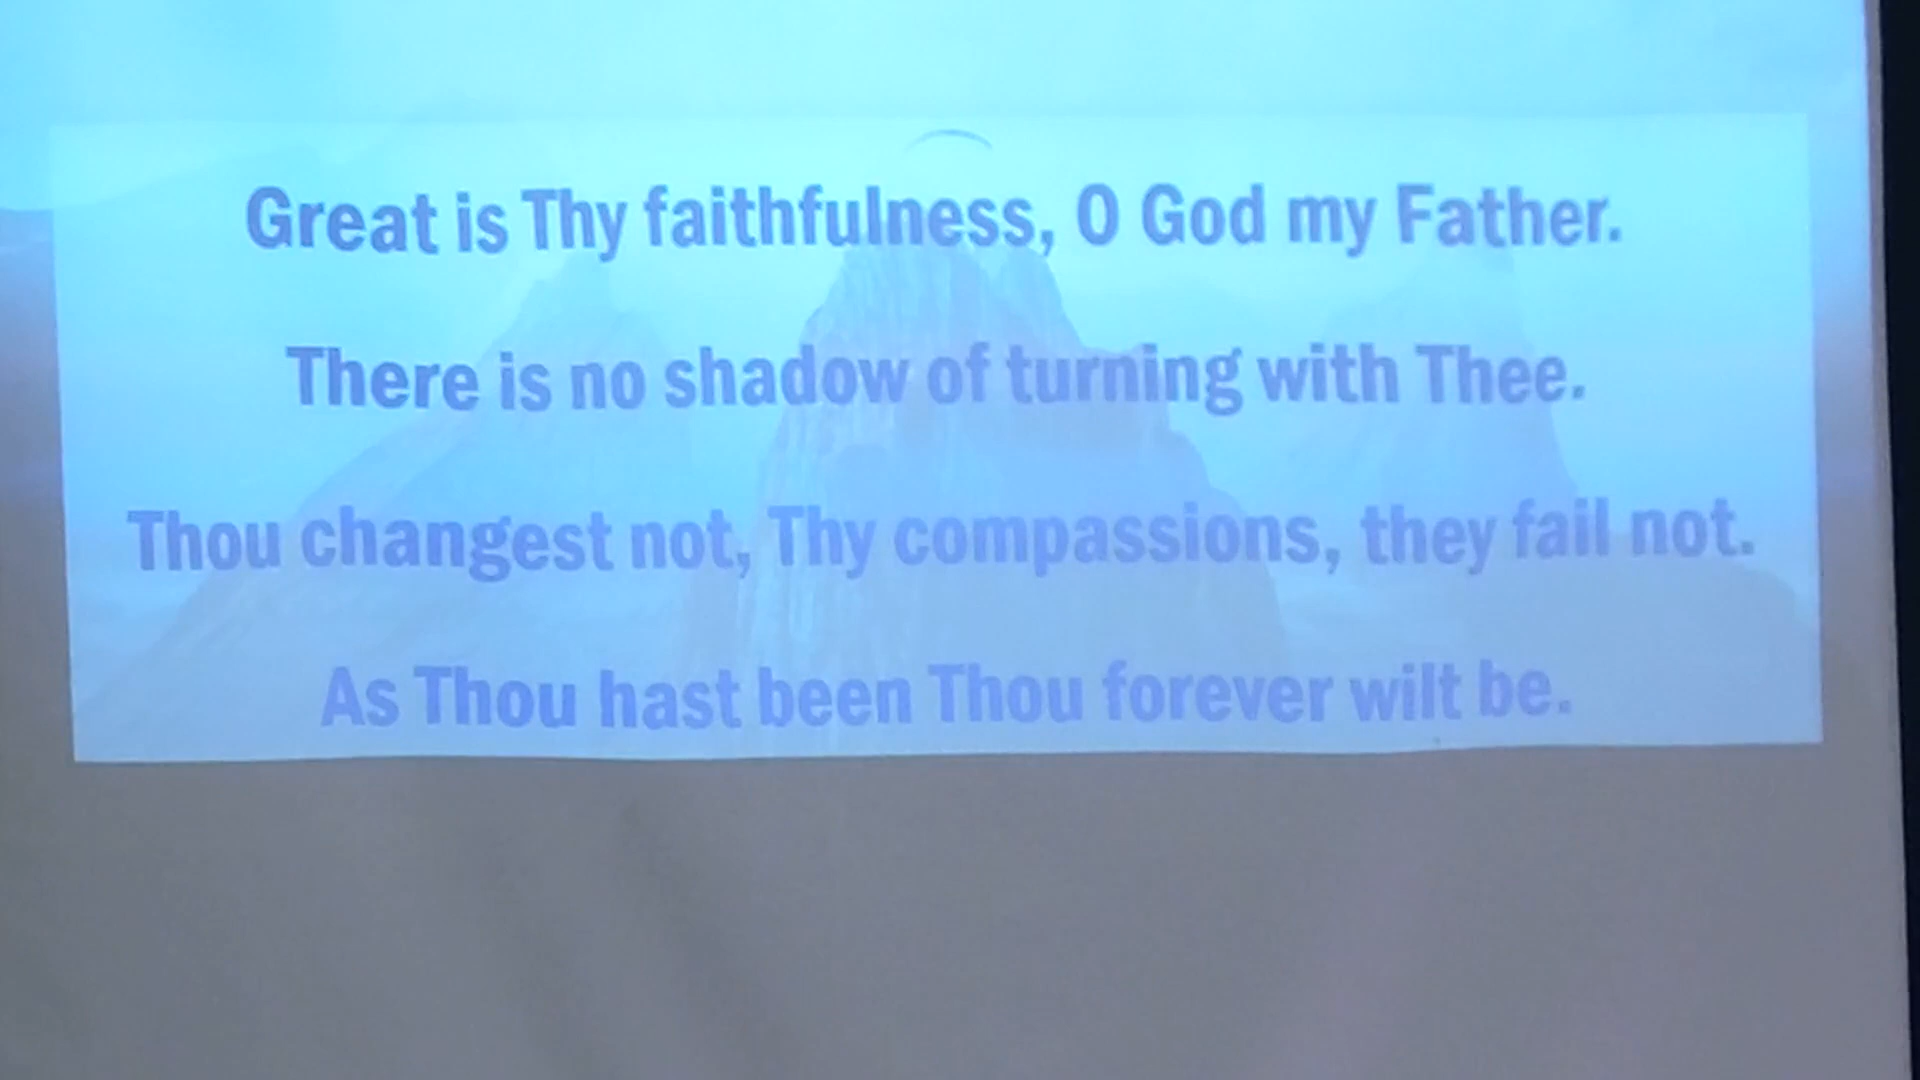 Great is Thy faithfulness, O God my Father.
There is no shadow of turning with Thee.
Thou changest not, Thy compassions, they fail not.
As Thou hast been Thou forever wilt be.